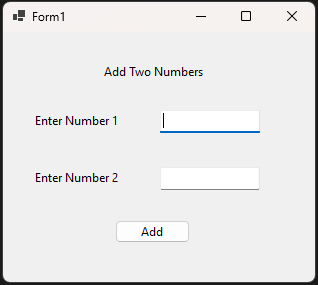 Form1
Add Two Numbers
Enter Number 1
Enter Number 2
Add